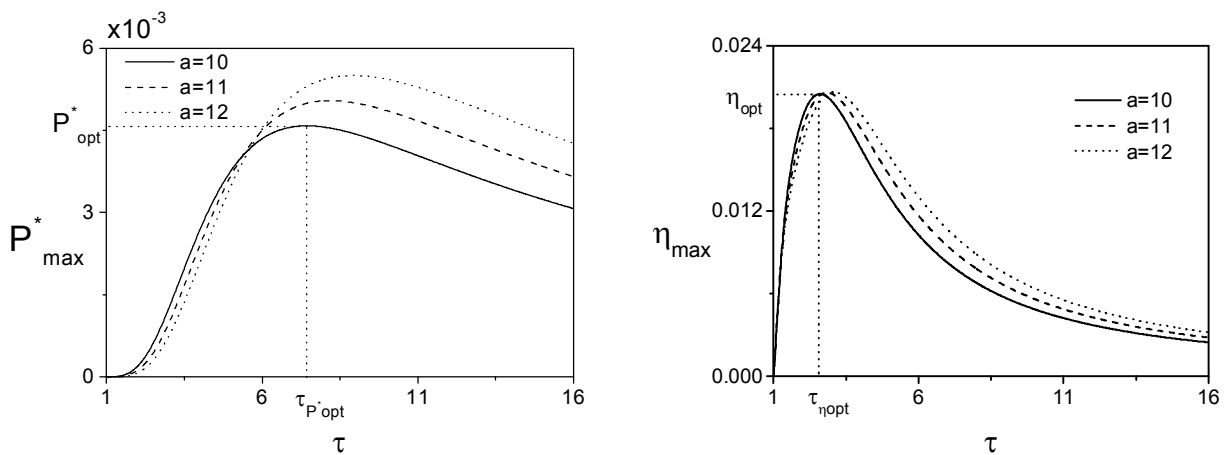 x10⁻³
6
a=10
a=11
a=12
P*opt
3
P*max
0
1
6
τP*opt
11
16
τ
0.024
ηopt
a=10
a=11
a=12
0.012
ηmax
0.000
1
τηopt
6
11
16
τ